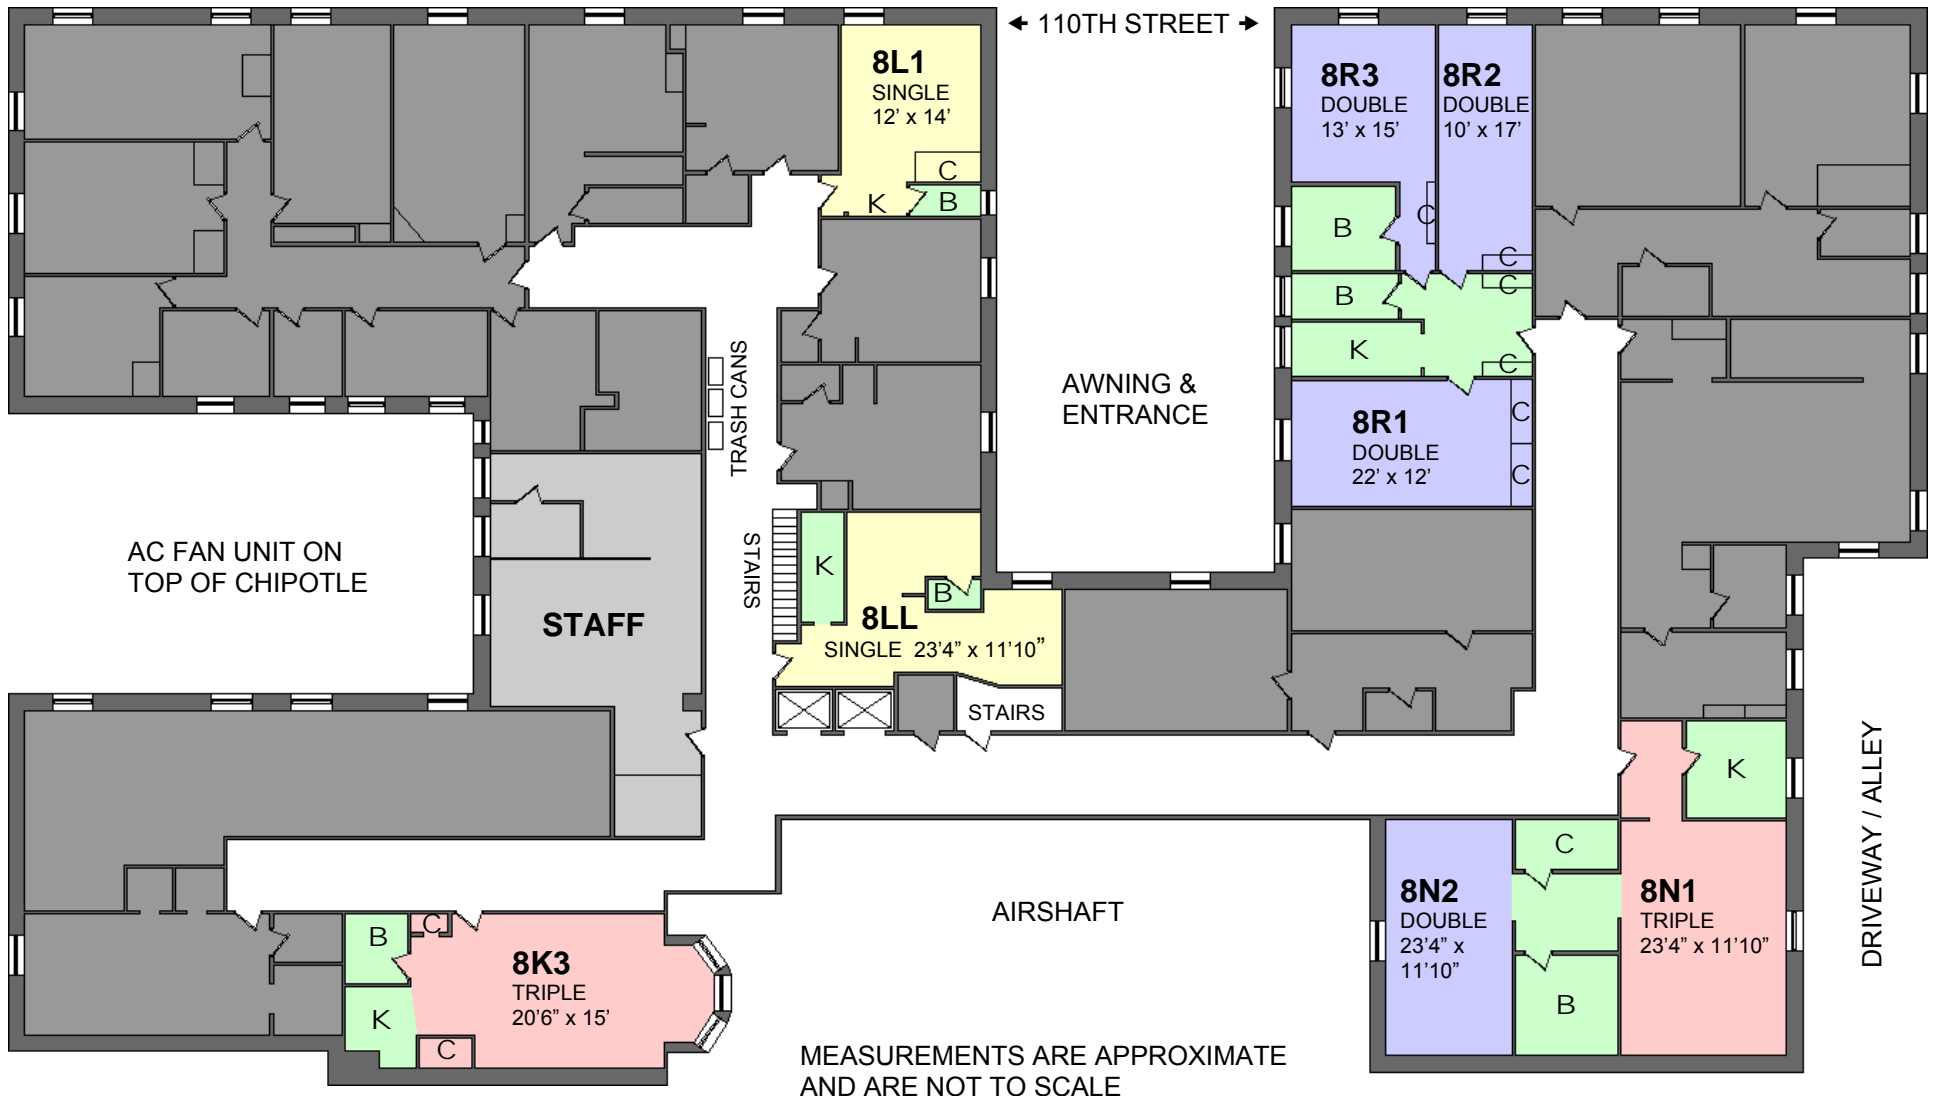 110TH STREET
8L1
SINGLE
12’ x 14’
C
K
B
8R3
DOUBLE
13’ x 15’
C
B
8R2
DOUBLE
10’ x 17’
C
C
B
K
C
8R1
DOUBLE
22’ x 12’
C
C
TRASH CANS
AWNING &
ENTRANCE
AC FAN UNIT ON
TOP OF CHIPOTLE
STAFF
STAIRS
K
B
8LL
SINGLE 23’4” x 11’10”
STAIRS
K
DRIVEWAY / ALLEY
8N2
DOUBLE
23’4” x
11’10”
C
B
8N1
TRIPLE
23’4” x 11’10”
AIRSHAFT
B
C
8K3
TRIPLE
20’6” x 15’
K
C
MEASUREMENTS ARE APPROXIMATE
AND ARE NOT TO SCALE